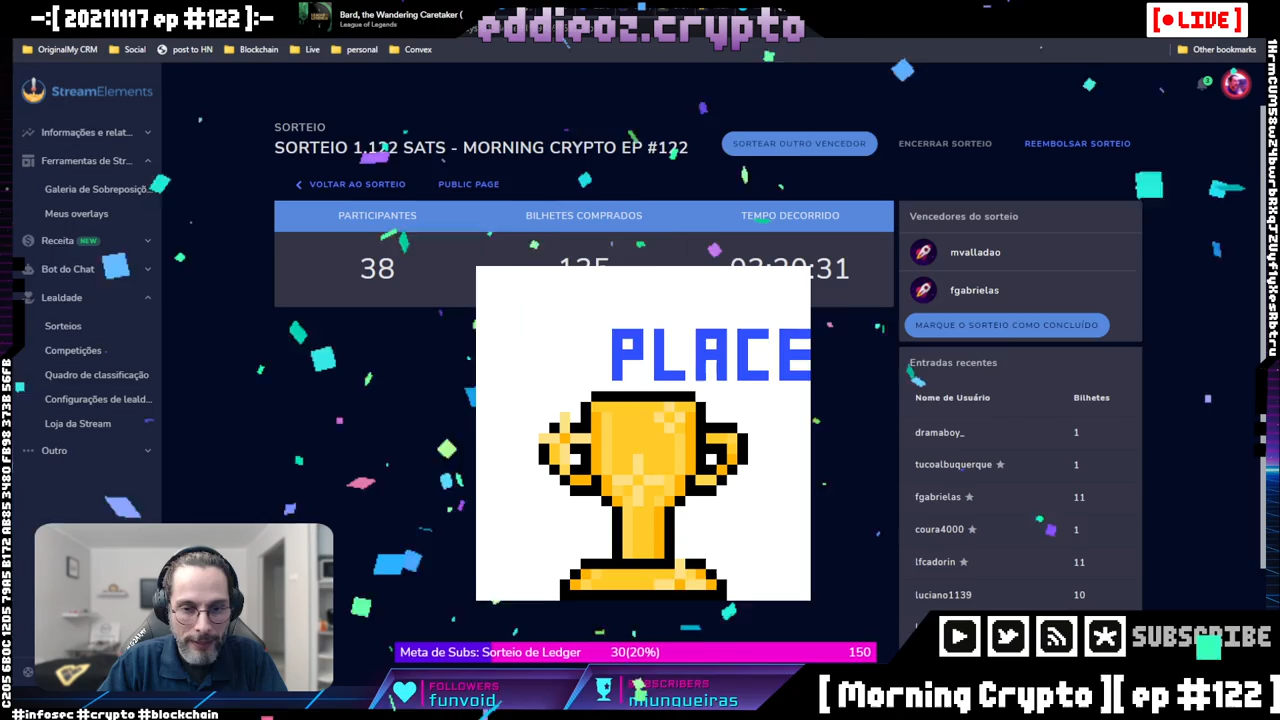 -:[ 20211117 ep #122 ]:-
Bard, the Wandering Caretaker (
League of Legends
eddieoz.crypto
[ LIVE ]
OriginalMy CRM
Social
post to HN
Blockchain
Live
personal
Convex
Other bookmarks
StreamElements
3
Informações e relat...
Ferramentas de Str...
Galeria de Sobreposiçõ...
Meus overlays
Receita NEW
Bot do Chat
Lealdade
Sorteios
Competições
Quadro de classificação
Configurações de leald...
Loja da Stream
Outro
SORTEIO
SORTEIO 1.122 SATS - MORNING CRYPTO EP #122
SORTEAR OUTRO VENCEDOR
ENCERRAR SORTEIO
REEMBOLSAR SORTEIO
VOLTAR AO SORTEIO
PUBLIC PAGE
PARTICIPANTES
BILHETES COMPRADOS
TEMPO DECORRIDO
38
135
03:20:31
PLACE
Vencedores do sorteio
mvalladao
fgabrielas
MARQUE O SORTEIO COMO CONCLUÍDO
Entradas recentes
Nome de Usuário Bilhetes
dramaboy_ 1
tucoalbuquerque 1
fgabrielas 11
coura4000 1
lfcadorin 11
luciano1139 10
Meta de Subs: Sorteio de Ledger 30(20%) 150
FOLLOWERS
funvoid
SUBSCRIBERS
munqueiras
SUBSCRIBE
[ Morning Crypto ][ ep #122 ]
#infosec #crypto #blockchain